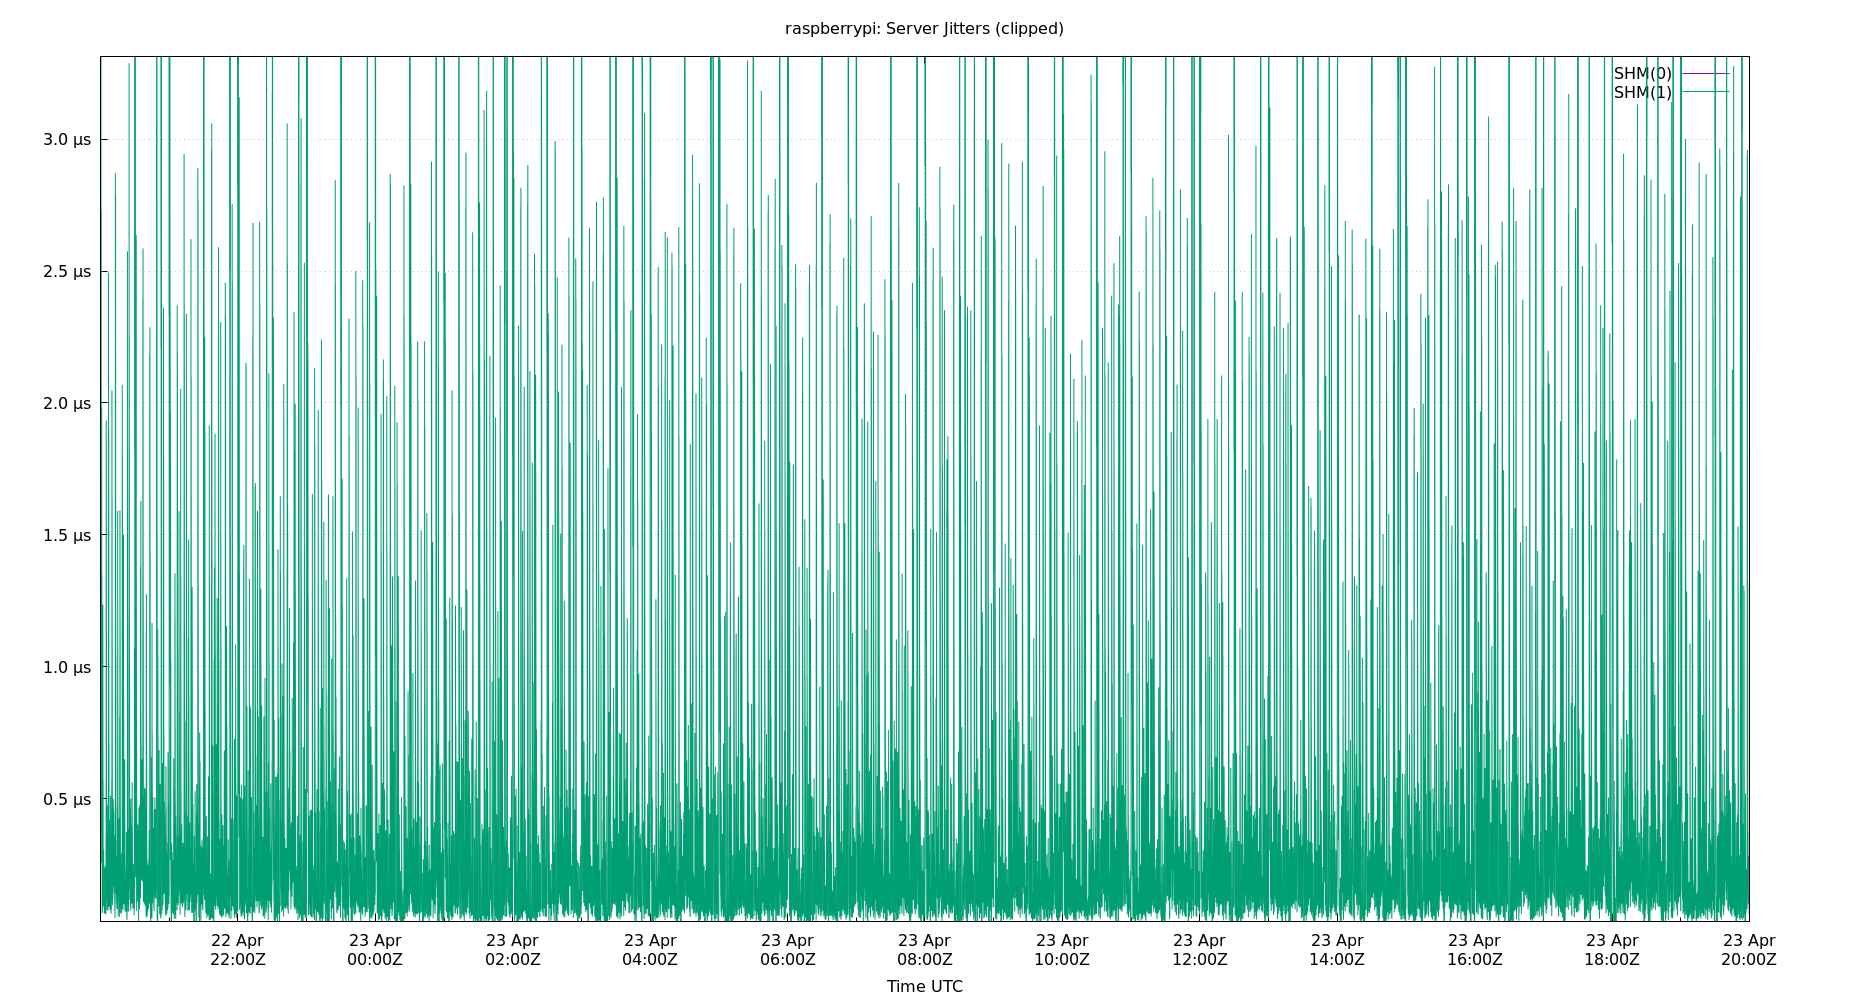 raspberrypi: Server Jitters (clipped)
SHM(0)
SHM(1)
3.0 µs
2.5 µs
2.0 µs
1.5 µs
1.0 µs
0.5 µs
22 Apr 23 Apr 23 Apr 23 Apr 23 Apr 23 Apr 23 Apr 23 Apr 23 Apr 23 Apr 23 Apr 23 Apr
22:00Z 00:00Z 02:00Z 04:00Z 06:00Z 08:00Z 10:00Z 12:00Z 14:00Z 16:00Z 18:00Z 20:00Z
Time UTC